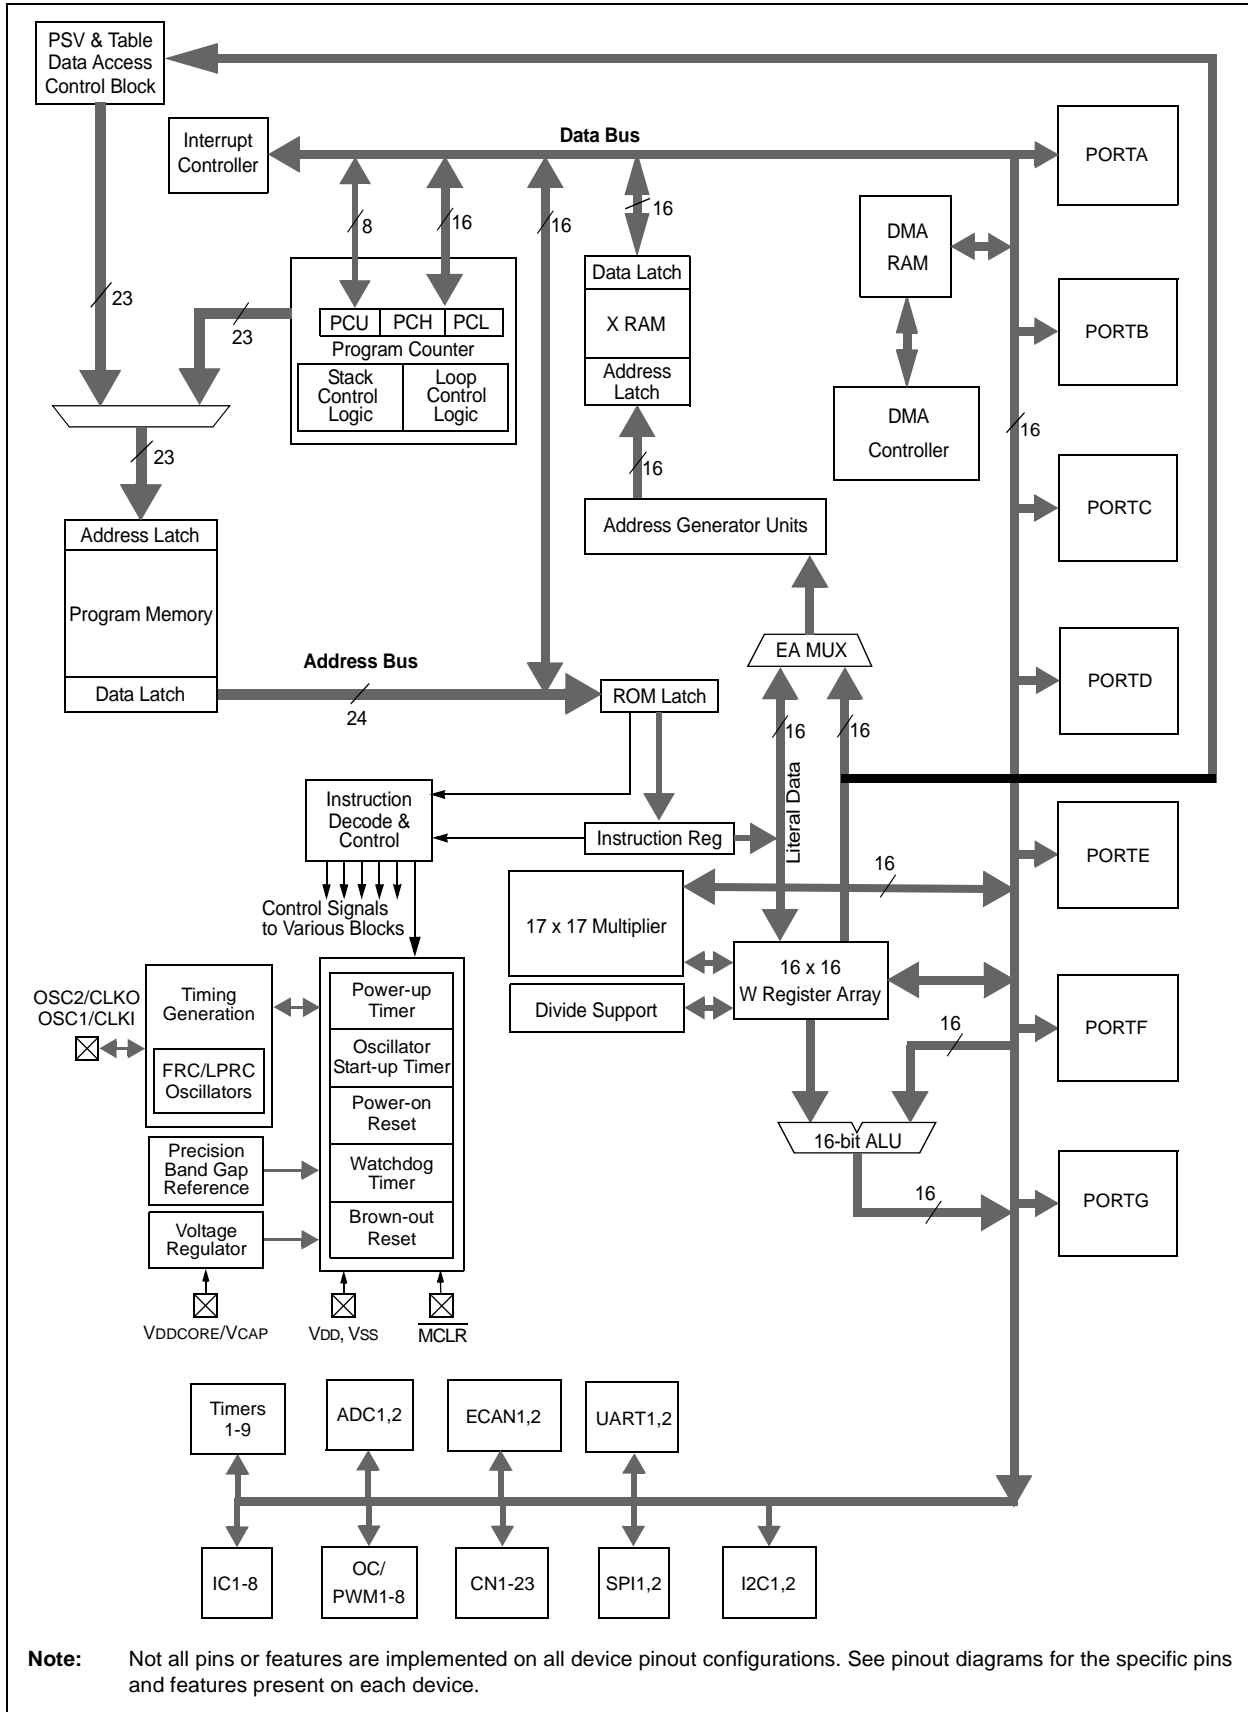 PSV & Table
Data Access
Control Block
Interrupt
Controller
Data Bus
PORTA
8
16
16
16
DMA
RAM
23
23
PCU
PCH
PCL
Program Counter
Stack
Control
Logic
Loop
Control
Logic
Data Latch
X RAM
Address
Latch
PORTB
DMA
Controller
16
23
16
Address Generator Units
PORTC
Address Latch
Program Memory
Data Latch
Address Bus
24
ROM Latch
EA MUX
PORTD
16
16
Literal Data
Instruction
Decode &
Control
Instruction Reg
PORTE
16
Control Signals
to Various Blocks
17 x 17 Multiplier
16 x 16
W Register Array
Divide Support
OSC2/CLKO
OSC1/CLKI
Timing
Generation
FRC/LPRC
Oscillators
Power-up
Timer
Oscillator
Start-up Timer
Power-on
Reset
Watchdog
Timer
Brown-out
Reset
16
PORTF
16-bit ALU
Precision
Band Gap
Reference
Voltage
Regulator
16
PORTG
VDDCORE/VCAP
VDD, VSS
MCLR
Timers
1-9
ADC1,2
ECAN1,2
UART1,2
IC1-8
OC/
PWM1-8
CN1-23
SPI1,2
I2C1,2
Note: Not all pins or features are implemented on all device pinout configurations. See pinout diagrams for the specific pins
and features present on each device.